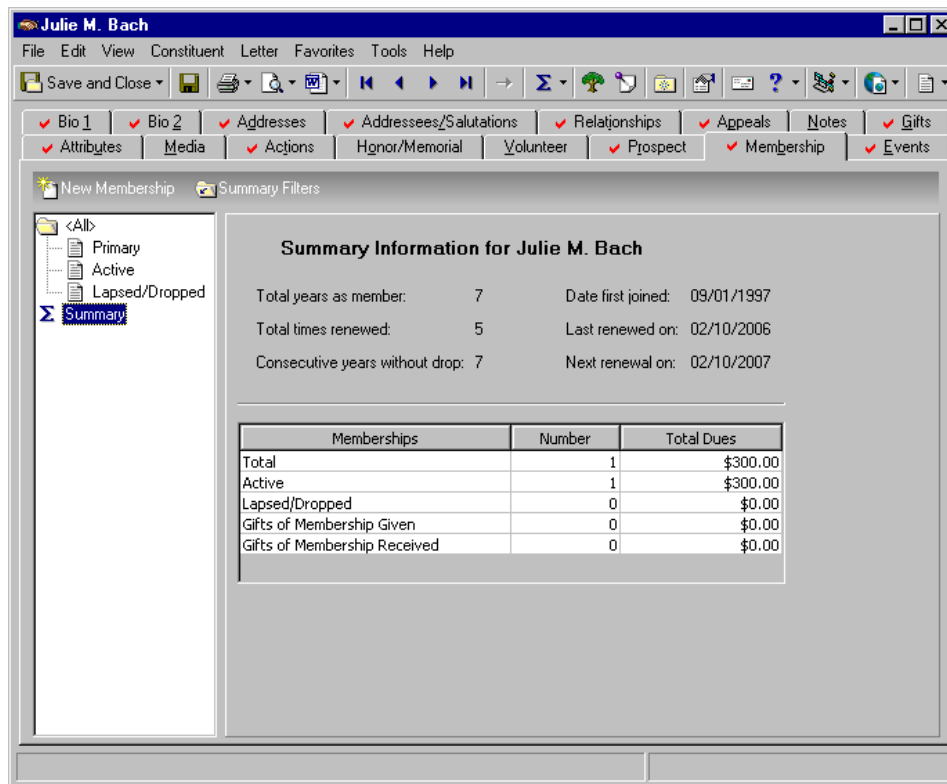 Julie M. Bach
File Edit View Constituent Letter Favorites Tools Help
Save and Close
Bio 1 Bio 2 Addresses Addressees/Salutations Relationships Appeals Notes Gifts
Attributes Media Actions Honor/Memorial Volunteer Prospect Membership Events
New Membership Summary Filters
<All>
Primary
Active
Lapsed/Dropped
Σ Summary
Summary Information for Julie M. Bach
Total years as member: 7 Date first joined: 09/01/1997
Total times renewed: 5 Last renewed on: 02/10/2006
Consecutive years without drop: 7 Next renewal on: 02/10/2007
Memberships Number Total Dues
Total 1 $300.00
Active 1 $300.00
Lapsed/Dropped 0 $0.00
Gifts of Membership Given 0 $0.00
Gifts of Membership Received 0 $0.00